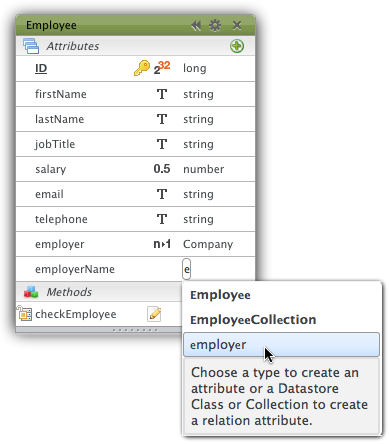 Employee
Attributes
ID 2³² long
firstName T string
lastName T string
jobTitle T string
salary 0.5 number
email T string
telephone T string
employer n▸1 Company
employerName e
Methods
checkEmployee
Employee
EmployeeCollection
employer
Choose a type to create an
attribute or a Datastore
Class or Collection to create
a relation attribute.